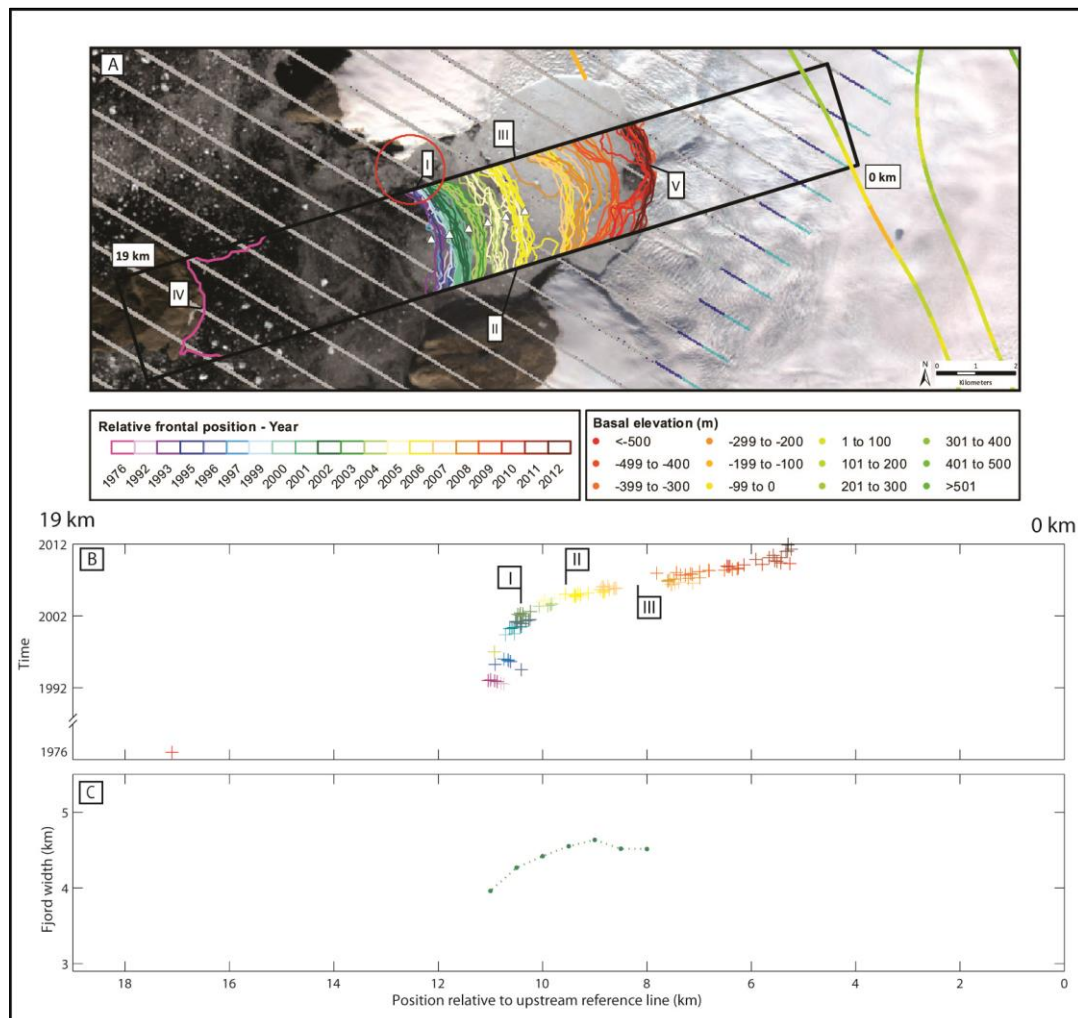 A
I
III
V
0 km
19 km
IV
II
N
0 1 2
Kilometers
Relative frontal position - Year
1976 1992 1993 1995 1996 1997 1999 2000 2001 2002 2003 2004 2005 2006 2007 2008 2009 2010 2011 2012
Basal elevation (m)
<-500 -299 to -200 1 to 100 301 to 400
-499 to -400 -199 to -100 101 to 200 401 to 500
-399 to -300 -99 to 0 201 to 300 >501
19 km 0 km
B
I
II
III
2012
2002
1992
1976
Time
C
5
4
3
Fjord width (km)
18 16 14 12 10 8 6 4 2 0
Position relative to upstream reference line (km)